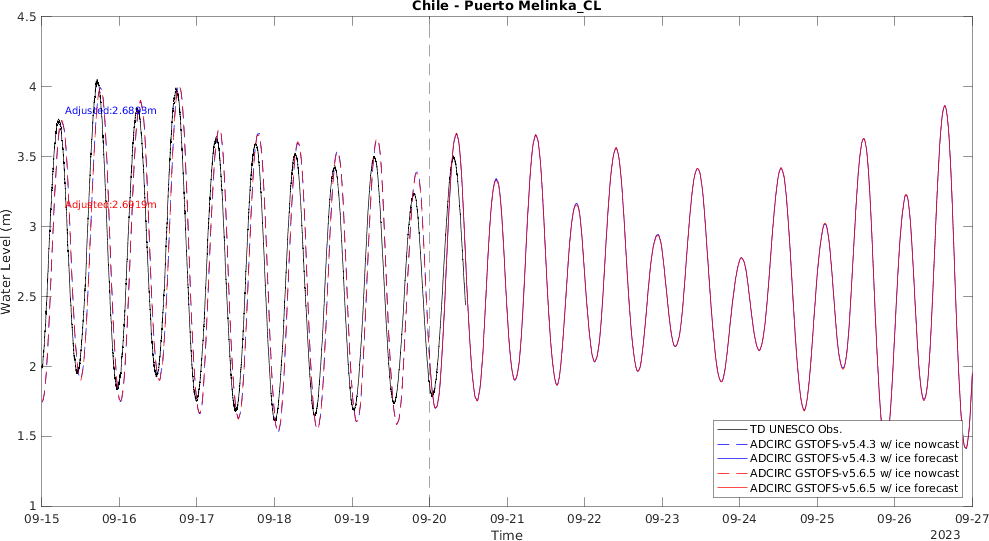 Chile - Puerto Melinka_CL
4.5
4
3.5
3
2.5
2
1.5
1
Water Level (m)
Adjusted:2.6919m
09-15 09-16 09-17 09-18 09-19 09-20 09-21 09-22 09-23 09-24 09-25 09-26 09-27
Time
2023
TD UNESCO Obs.
ADCIRC GSTOFS-v5.4.3 w/ ice nowcast
ADCIRC GSTOFS-v5.4.3 w/ ice forecast
ADCIRC GSTOFS-v5.6.5 w/ ice nowcast
ADCIRC GSTOFS-v5.6.5 w/ ice forecast